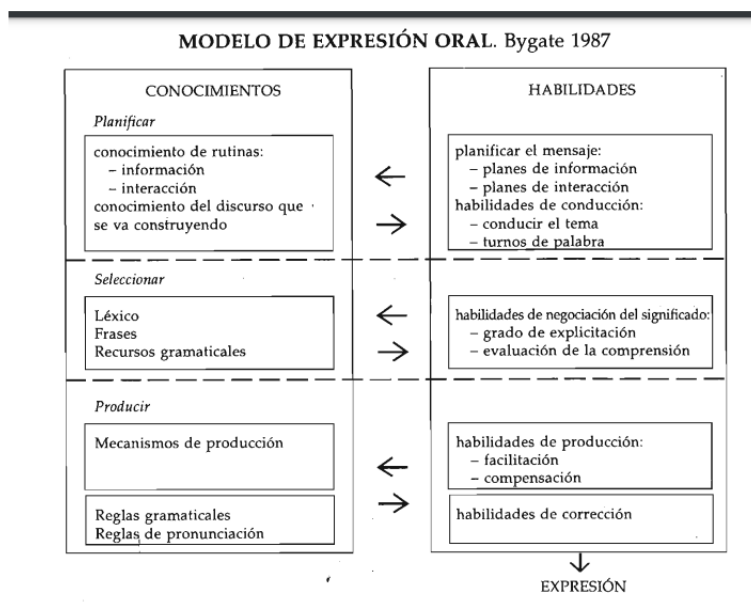 MODELO DE EXPRESIÓN ORAL. Bygate 1987
CONOCIMIENTOS
Planificar
conocimiento de rutinas:
– información
– interacción
conocimiento del discurso que
se va construyendo
Seleccionar
Léxico
Frases
Recursos gramaticales
Producir
Mecanismos de producción
Reglas gramaticales
Reglas de pronunciación
HABILIDADES
planificar el mensaje:
– planes de información
– planes de interacción
habilidades de conducción:
– conducir el tema
– turnos de palabra
habilidades de negociación del significado:
– grado de explicitación
– evaluación de la comprensión
habilidades de producción:
– facilitación
– compensación
habilidades de corrección
EXPRESIÓN